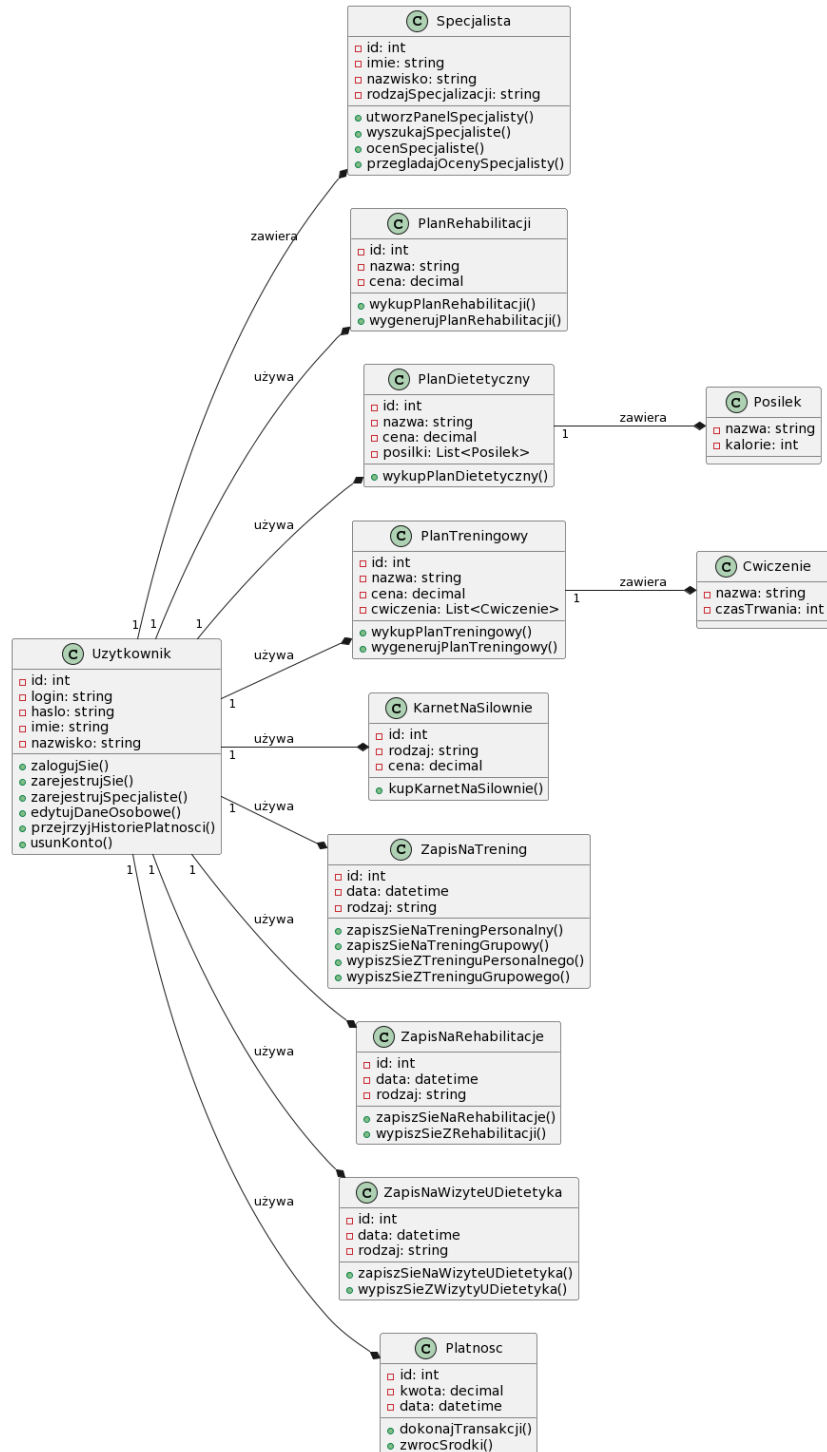 C Specjalista
id: int
imie: string
nazwisko: string
rodzajSpecjalizacji: string
utworzPanelSpecjalisty()
wyszukajSpecjaliste()
ocenSpecjaliste()
przegladajOcenySpecjalisty()
zawiera
C PlanRehabilitacji
id: int
nazwa: string
cena: decimal
wykupPlanRehabilitacji()
wygenerujPlanRehabilitacji()
używa
C PlanDietetyczny
id: int
nazwa: string
cena: decimal
posilki: List<Posilek>
wykupPlanDietetyczny()
1
zawiera
C Posilek
nazwa: string
kalorie: int
używa
C PlanTreningowy
id: int
nazwa: string
cena: decimal
cwiczenia: List<Cwiczenie>
wykupPlanTreningowy()
wygenerujPlanTreningowy()
1
zawiera
C Cwiczenie
nazwa: string
czasTrwania: int
1
1
1
C Uzytkownik
id: int
login: string
haslo: string
imie: string
nazwisko: string
zalogujSie()
zarejestrujSie()
zarejestrujSpecjaliste()
edytujDaneOsobowe()
przejrzyjHistoriePlatnosci()
usunKonto()
używa
1
używa
1
C KarnetNaSilownie
id: int
rodzaj: string
cena: decimal
kupKarnetNaSilownie()
używa
1
C ZapisNaTrening
id: int
data: datetime
rodzaj: string
zapiszSieNaTreningPersonalny()
zapiszSieNaTreningGrupowy()
wypiszSieZTreninguPersonalnego()
wypiszSieZTreninguGrupowego()
1
1
1
używa
C ZapisNaRehabilitacje
id: int
data: datetime
rodzaj: string
zapiszSieNaRehabilitacje()
wypiszSieZRehabilitacji()
używa
C ZapisNaWizyteUDietetyka
id: int
data: datetime
rodzaj: string
zapiszSieNaWizyteUDietetyka()
wypiszSieZWizytyUDietetyka()
używa
C Platnosc
id: int
kwota: decimal
data: datetime
dokonajTransakcji()
zwrocSrodki()